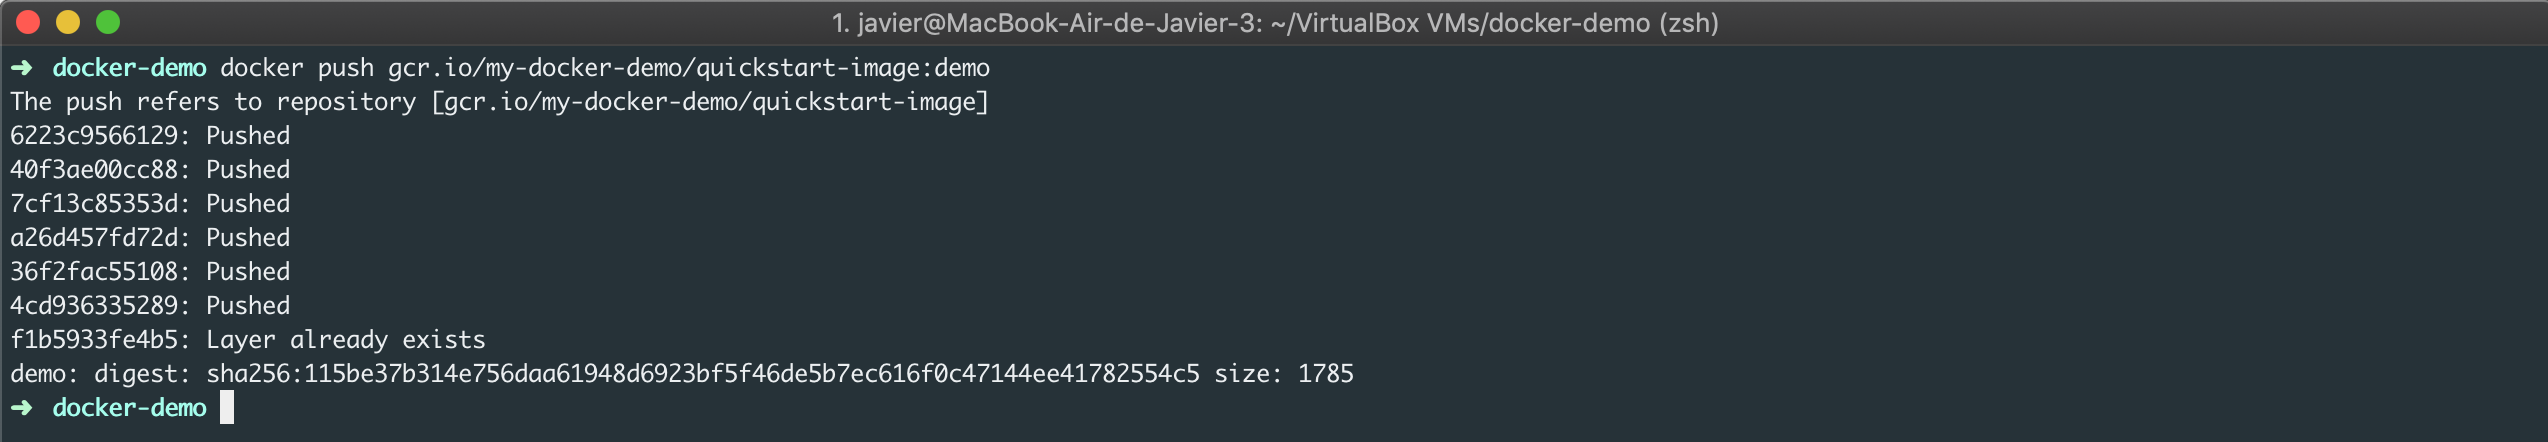 1. javier@MacBook-Air-de-Javier-3: ~/VirtualBox VMs/docker-demo (zsh)
➜ docker-demo docker push gcr.io/my-docker-demo/quickstart-image:demo
The push refers to repository [gcr.io/my-docker-demo/quickstart-image]
6223c9566129: Pushed
40f3ae00cc88: Pushed
7cf13c85353d: Pushed
a26d457fd72d: Pushed
36f2fac55108: Pushed
4cd936335289: Pushed
f1b5933fe4b5: Layer already exists
demo: digest: sha256:115be37b314e756daa61948d6923bf5f46de5b7ec616f0c47144ee41782554c5 size: 1785
➜ docker-demo